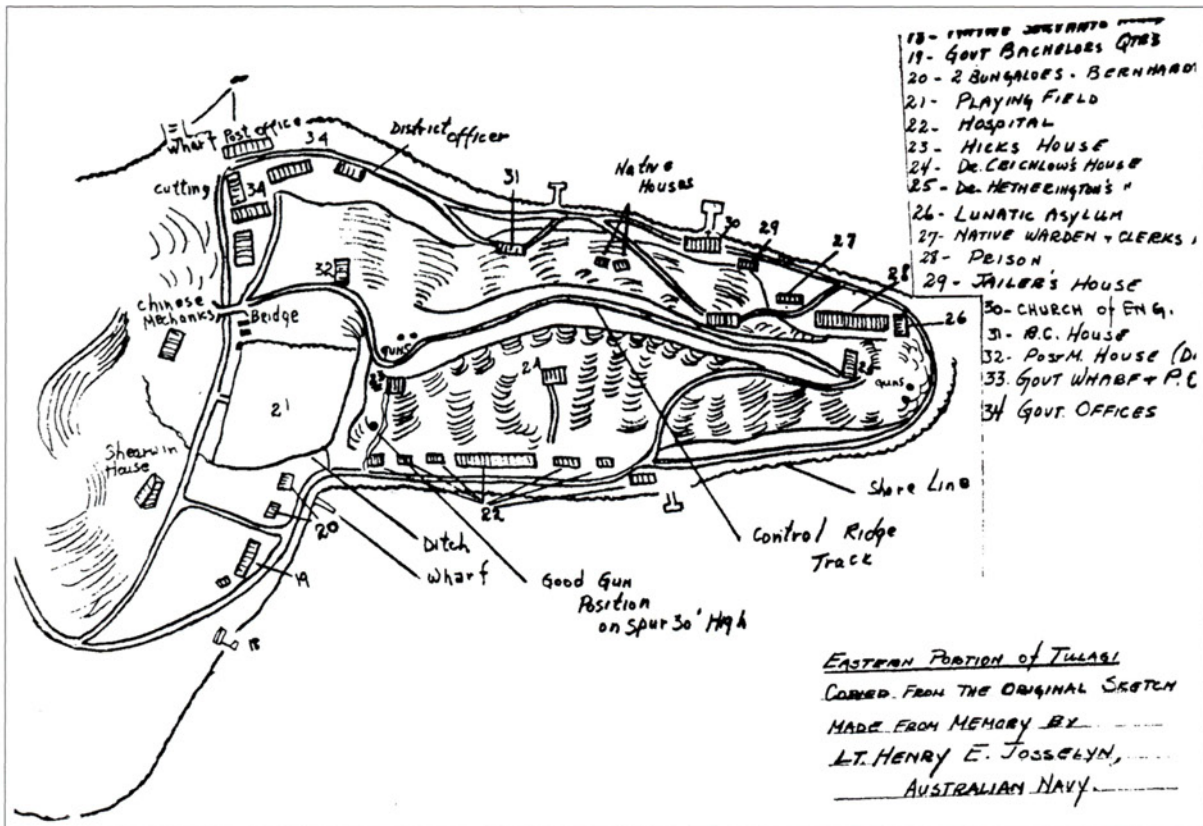 18-
19- GOVT BACHELORS QTRS
20- 2 BUNGALOES. BERNHARD
21- PLAYING FIELD
22- HOSPITAL
23- HICKS HOUSE
24- DR. CRICHLOW'S HOUSE
25- DR. HETHERINGTON'S "
26- LUNATIC ASYLUM
27- NATIVE WARDEN + CLERKS
28- PRISON
29- JAILER'S HOUSE
30- CHURCH OF ENG.
31- R.C. HOUSE
32- POST M. HOUSE (D
33. GOVT WHARF + P.
34 GOVT. OFFICES
Wharf
Post office
34
District officer
Cutting
34
31
Native
Houses
30
29
27
28
26
32
Chinese
Mechanics
Bridge
GUNS
23
24
GUNS
21
Shearwin
House
22
20
19
18
Ditch
Wharf
Good Gun
Position
on Spur 30' High
Control Ridge
Track
Shore Line
EASTERN PORTION of TULAGI
COPIED FROM THE ORIGINAL SKETCH
MADE FROM MEMORY BY
LT. HENRY E. JOSSELYN,
AUSTRALIAN NAVY.